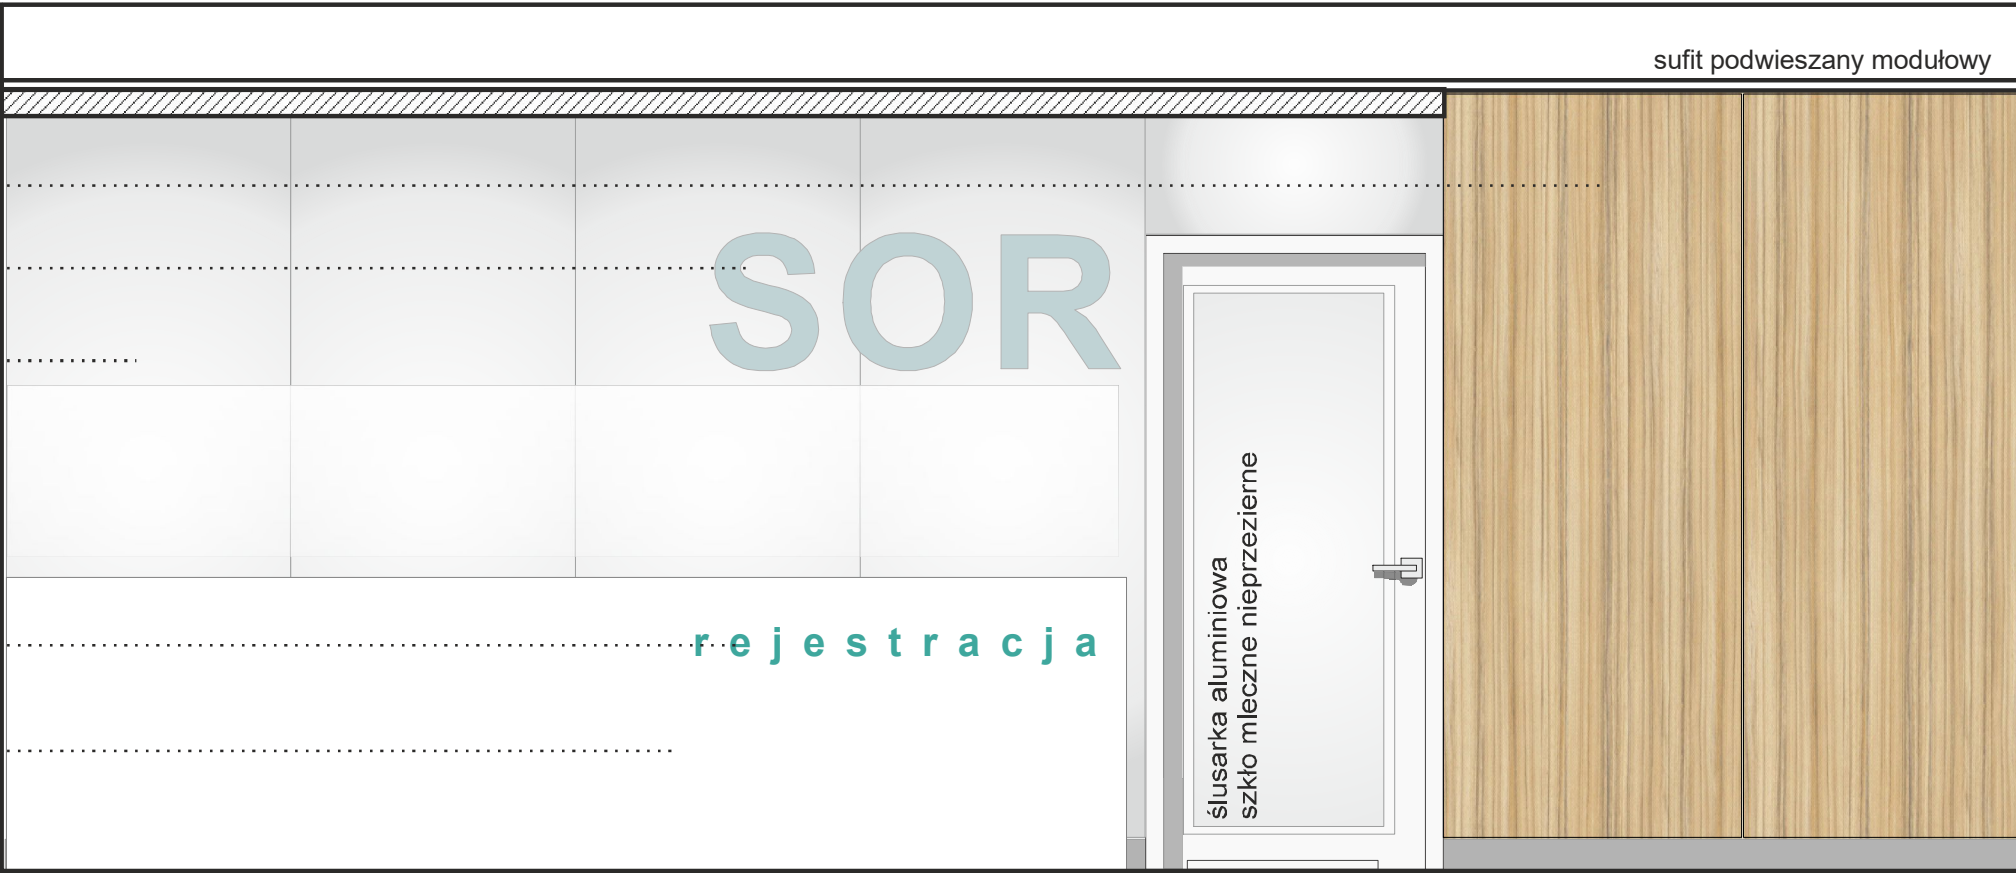 sufit podwieszany modułowy
SOR
rejestracja
ślusarka aluminiowa
szkło mleczne nieprzezierne